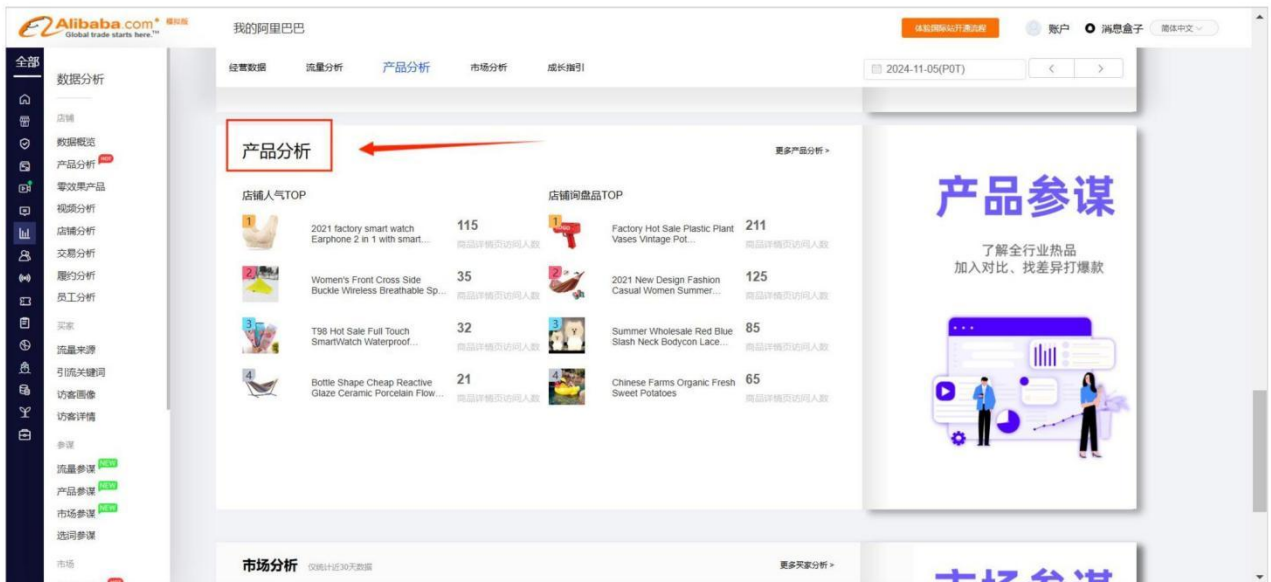 Alibaba.com 模拟版
Global trade starts here.™
我的阿里巴巴
体验国际站开通流程
账户
消息盒子
简体中文
全部
数据分析
店铺
数据概览
产品分析
零效果产品
视频分析
店铺分析
交易分析
履约分析
员工分析
买家
流量来源
引流关键词
访客画像
访客详情
参谋
流量参谋 NEW
产品参谋 NEW
市场参谋 NEW
选词参谋
市场
经营数据
流量分析
产品分析
市场分析
成长指引
2024-11-05(P0T)
产品分析
更多产品分析 >
店铺人气TOP
1
2021 factory smart watch
Earphone 2 in 1 with smart...
115
商品详情页访问人数
2
Women's Front Cross Side
Buckle Wireless Breathable Sp...
35
商品详情页访问人数
3
T98 Hot Sale Full Touch
SmartWatch Waterproof...
32
商品详情页访问人数
4
Bottle Shape Cheap Reactive
Glaze Ceramic Porcelain Flow...
21
商品详情页访问人数
店铺询盘品TOP
1
Factory Hot Sale Plastic Plant
Vases Vintage Pot...
211
商品详情页访问人数
2
2021 New Design Fashion
Casual Women Summer...
125
商品详情页访问人数
3
Summer Wholesale Red Blue
Slash Neck Bodycon Lace...
85
商品详情页访问人数
4
Chinese Farms Organic Fresh
Sweet Potatoes
65
商品详情页访问人数
产品参谋
了解全行业热品
加入对比、找差异打爆款
市场分析 仅统计近30天数据
更多买家分析 >
市场参谋